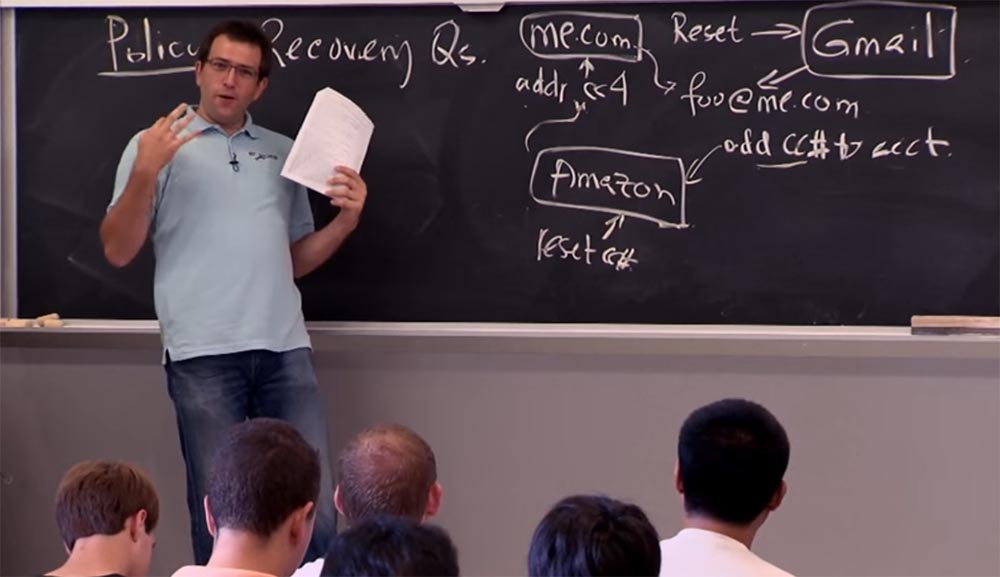 Policy Recovery Qs.
me.com
Reset
Gmail
addr cc4
foo@me.com
add cc# to acct.
Amazon
reset cc#